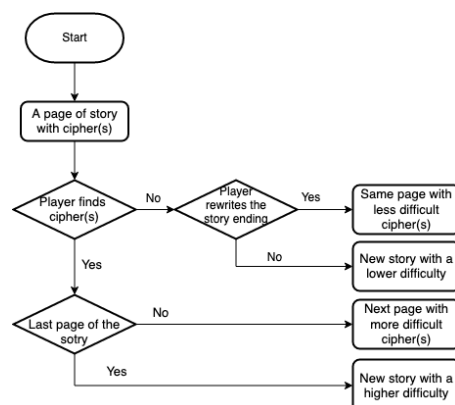 Start
A page of story
with cipher(s)
Player finds
cipher(s)
No
Player
rewrites the
story ending
Yes
Same page with
less difficult
cipher(s)
No
New story with a
lower difficulty
Yes
Last page of the
sotry
No
Next page with
more difficult
cipher(s)
Yes
New story with a
higher difficulty